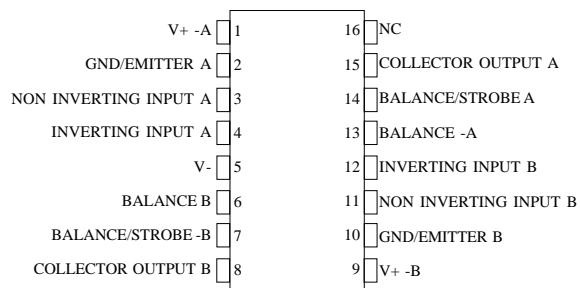 V+ -A 1 16 NC
GND/EMITTER A 2 15 COLLECTOR OUTPUT A
NON INVERTING INPUT A 3 14 BALANCE/STROBE A
INVERTING INPUT A 4 13 BALANCE -A
V- 5 12 INVERTING INPUT B
BALANCE B 6 11 NON INVERTING INPUT B
BALANCE/STROBE -B 7 10 GND/EMITTER B
COLLECTOR OUTPUT B 8 9 V+ -B